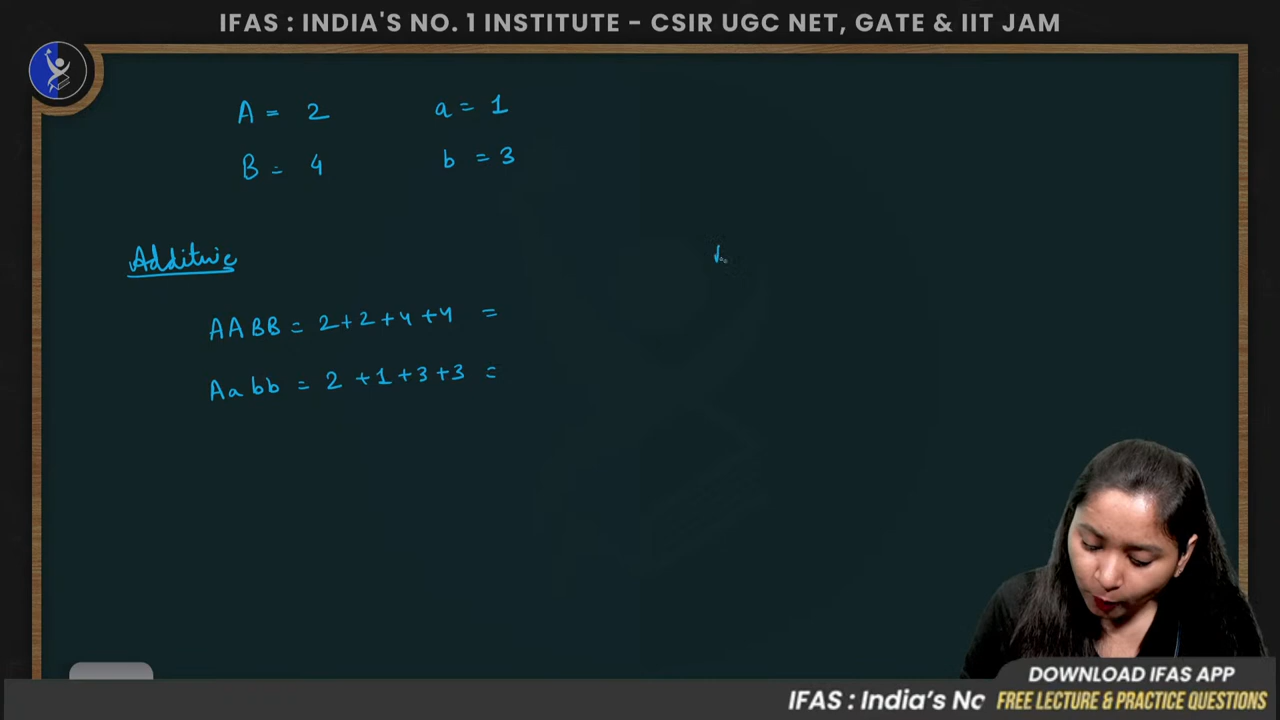 IFAS : INDIA'S NO. 1 INSTITUTE - CSIR UGC NET, GATE & IIT JAM
A = 2 a = 1
B = 4 b = 3
Additive
AABB = 2+2+4+4 =
Aabb = 2 +1+3+3 =
DOWNLOAD IFAS APP
IFAS : India's No
FREE LECTURE & PRACTICE QUESTIONS